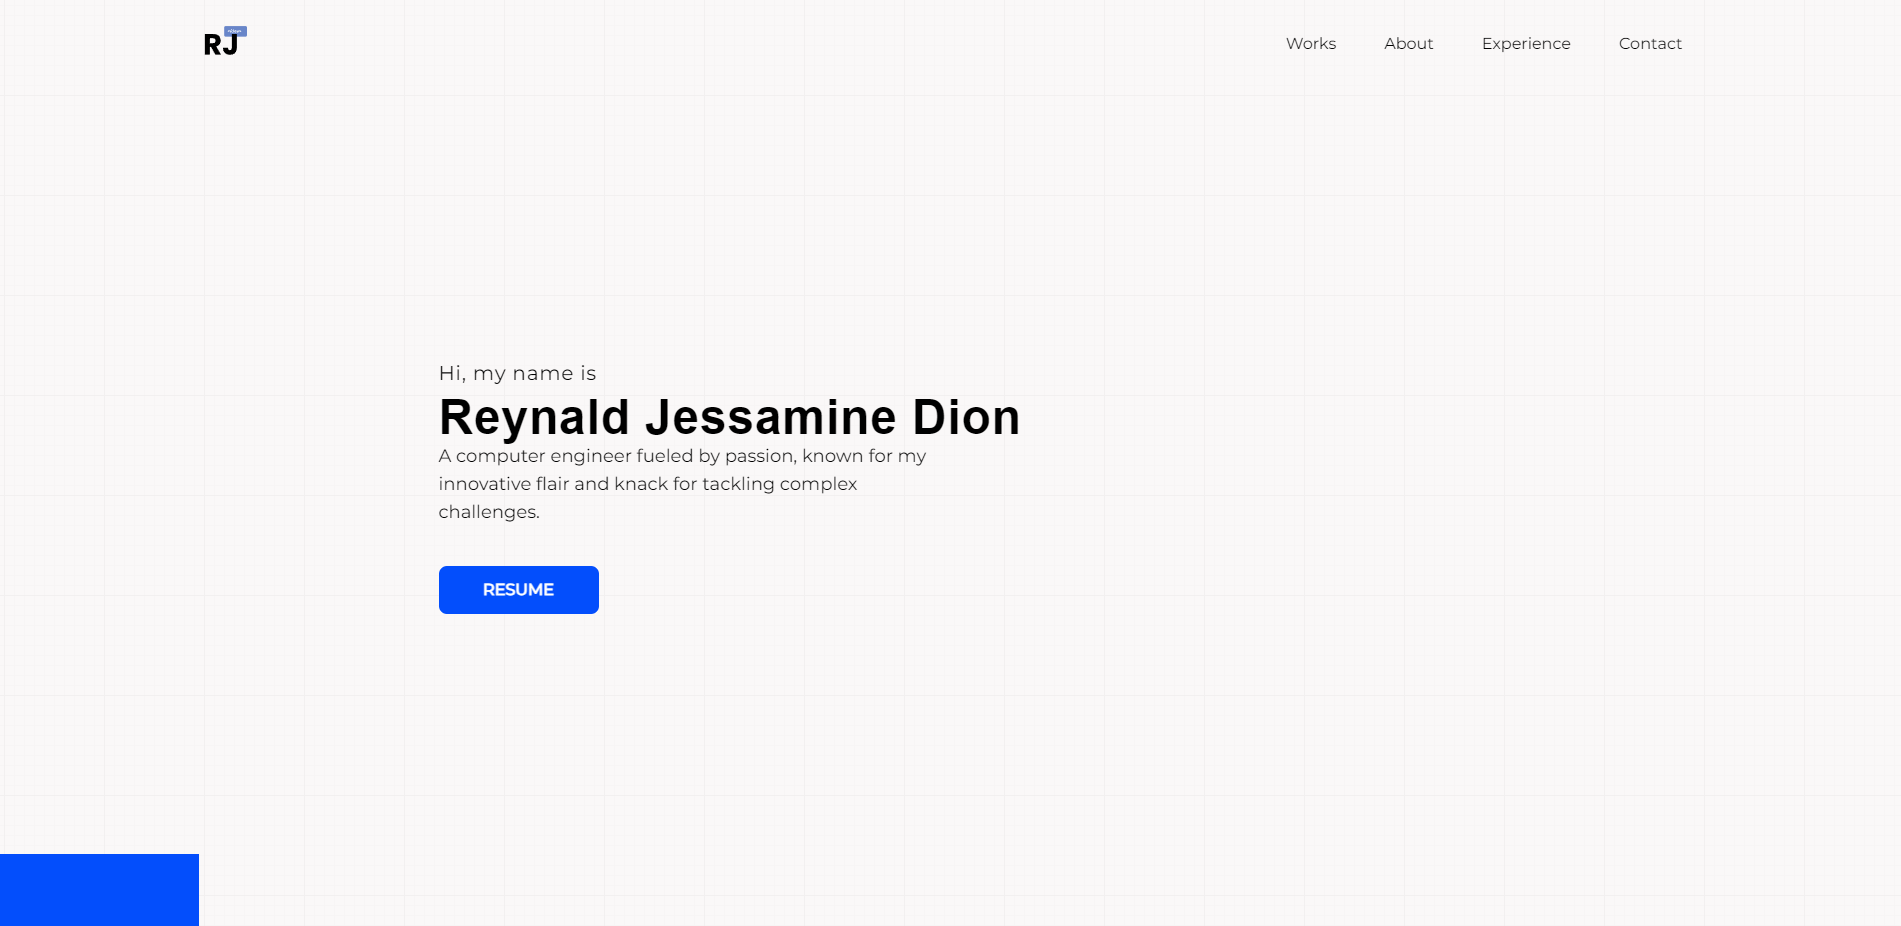 RJ
Works
About
Experience
Contact
Hi, my name is
Reynald Jessamine Dion
A computer engineer fueled by passion, known for my
innovative flair and knack for tackling complex
challenges.
RESUME